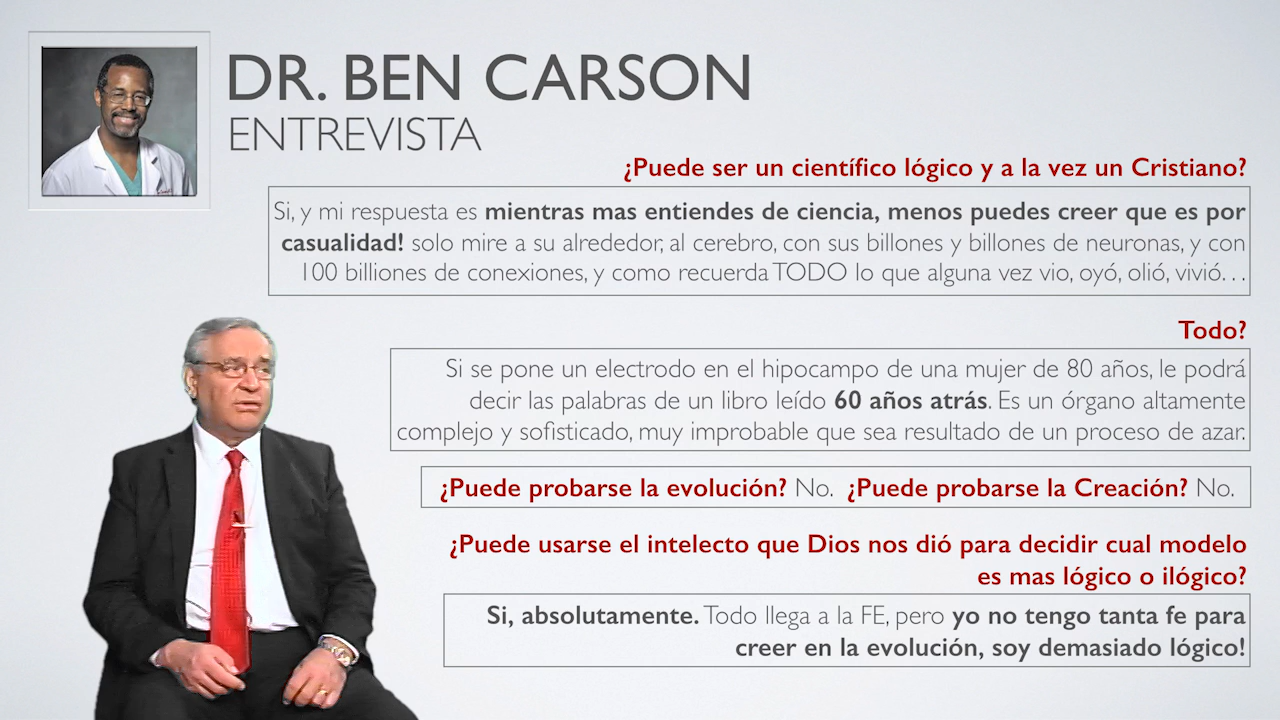 DR. BEN CARSON
ENTREVISTA
¿Puede ser un científico lógico y a la vez un Cristiano?
Si, y mi respuesta es mientras mas entiendes de ciencia, menos puedes creer que es por
casualidad! solo mire a su alrededor, al cerebro, con sus billones y billones de neuronas, y con
100 billiones de conexiones, y como recuerda TODO lo que alguna vez vio, oyó, olió, vivió...
Todo?
Si se pone un electrodo en el hipocampo de una mujer de 80 años, le podrá
decir las palabras de un libro leído 60 años atrás. Es un órgano altamente
complejo y sofisticado, muy improbable que sea resultado de un proceso de azar.
¿Puede probarse la evolución? No. ¿Puede probarse la Creación? No.
¿Puede usarse el intelecto que Dios nos dió para decidir cual modelo
es mas lógico o ilógico?
Si, absolutamente. Todo llega a la FE, pero yo no tengo tanta fe para
creer en la evolución, soy demasiado lógico!